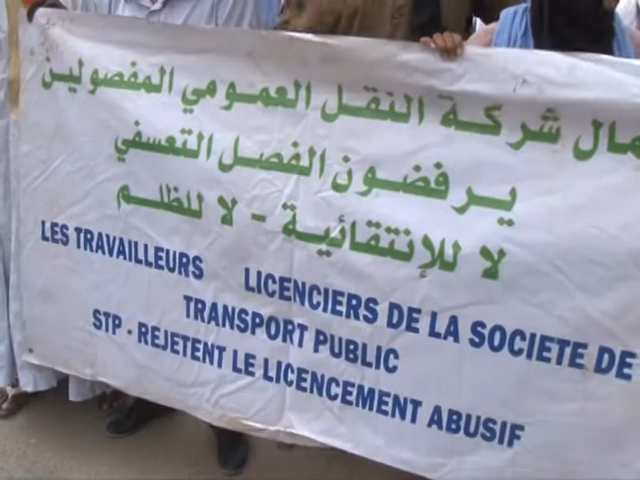 مال شركة النقل العمومي المفصولين
يرفضون الفصل التعسفي
لا للإنتقائية - لا للظلم
LES TRAVAILLEURS LICENCIERS DE LA SOCIETE DE
TRANSPORT PUBLIC
STP - REJETENT LE LICENCEMENT ABUSIF